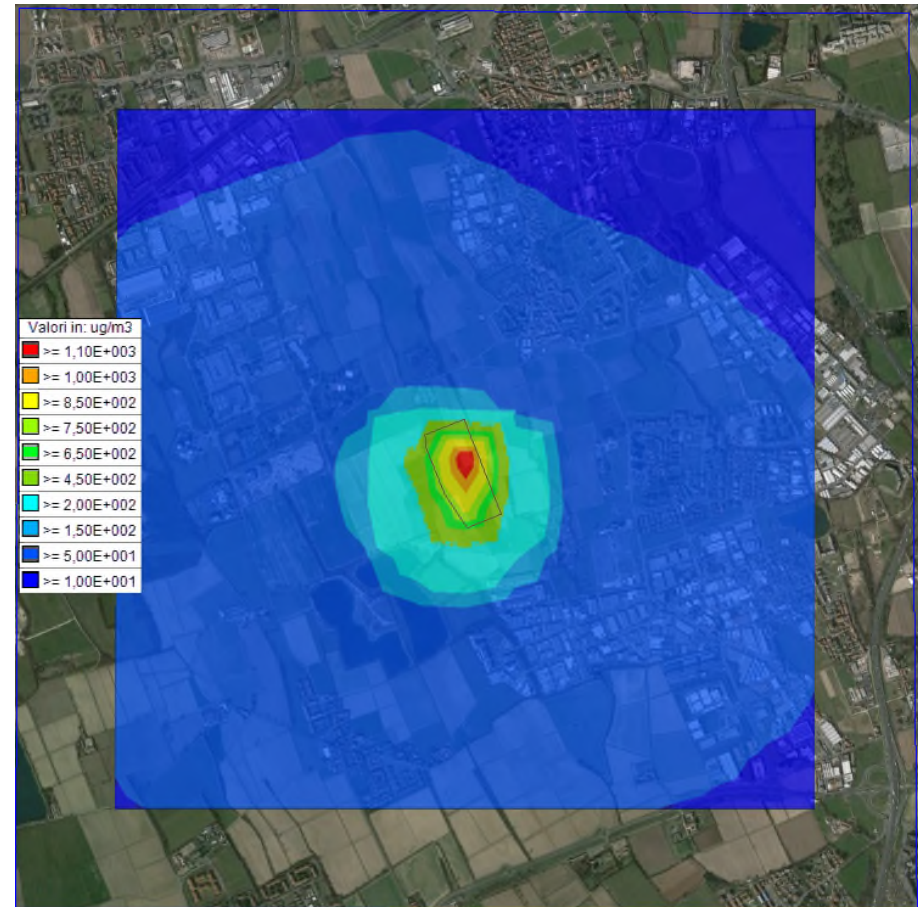 Valori in: ug/m3
>= 1,10E+003
>= 1,00E+003
>= 8,50E+002
>= 7,50E+002
>= 6,50E+002
>= 4,50E+002
>= 2,00E+002
>= 1,50E+002
>= 5,00E+001
>= 1,00E+001